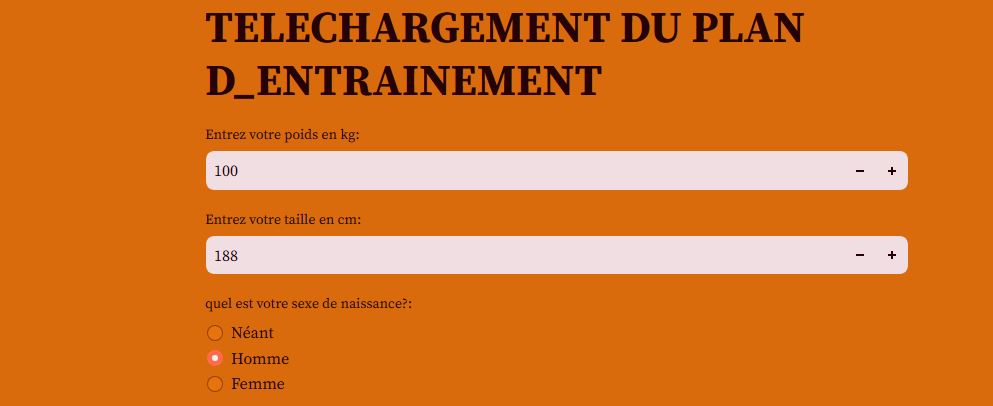 TELECHARGEMENT DU PLAN
D_ENTRAINEMENT
Entrez votre poids en kg:
100
Entrez votre taille en cm:
188
quel est votre sexe de naissance?:
Néant
Homme
Femme